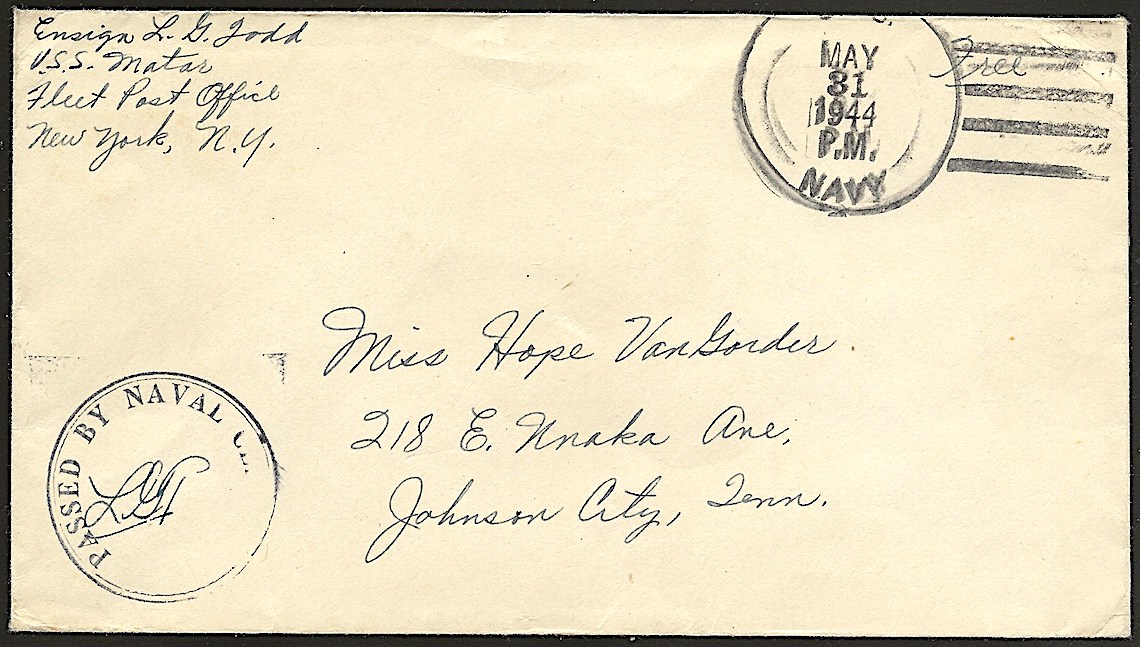 Ensign L. G. Todd
U.S.S. Matar
Fleet Post Office
New York, N.Y.
MAY
31
1944
P.M.
NAVY
Free
Miss Hope VanGorder
218 E. Unaka Ave.
Johnson City, Tenn.
PASSED BY NAVAL
LGT